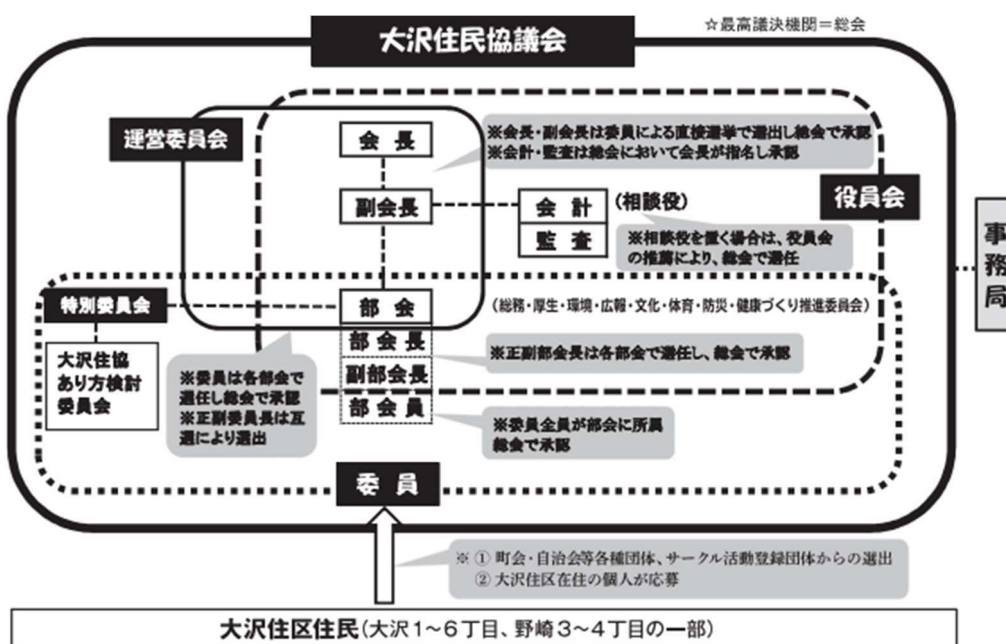 大沢住民協議会
☆最高議決機関＝総会
運営委員会
会 長
※会長・副会長は委員による直接選挙で選出し総会で承認
※会計・監査は総会において会長が指名し承認
役員会
副会長
会 計
(相談役)
監 査
※相談役を置く場合は、役員会
の推薦により、総会で選任
事務局
特別委員会
部 会
(総務・厚生・環境・広報・文化・体育・防災・健康づくり推進委員会)
部 会 長
※正副部会長は各部会で選任し、総会で承認
大沢住協
あり方検討
委員会
※委員は各部会で
選任し総会で承認
※正副委員長は互
選により選出
副部会長
部 会 員
※委員全員が部会に所属
総会で承認
委 員
※ ① 町会・自治会等各種団体、サークル活動登録団体からの選出
② 大沢住区在住の個人が応募
大沢住区住民(大沢1～6丁目、野崎3～4丁目の一部)